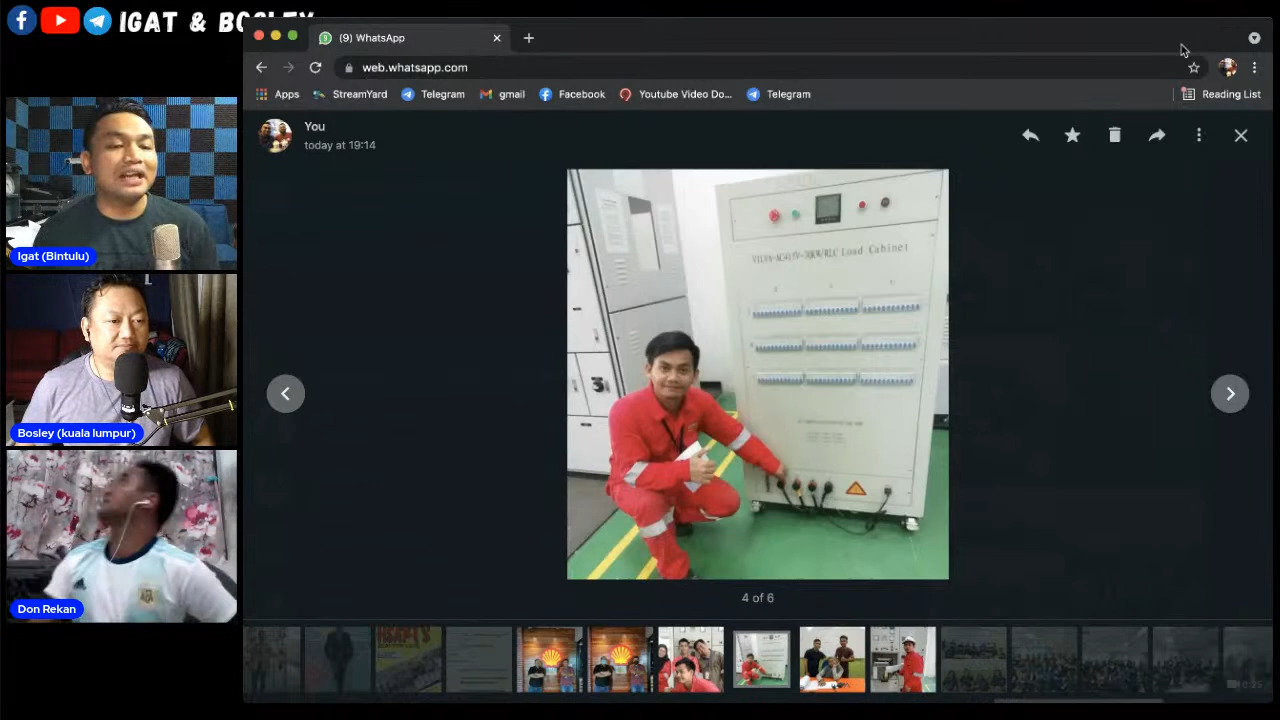 IGAT & BOSLEY
(9) WhatsApp
web.whatsapp.com
Apps
StreamYard
Telegram
gmail
Facebook
Youtube Video Do...
Telegram
Reading List
You
today at 19:14
Load Cabinet
3
4 of 6
Igat (Bintulu)
Bosley (kuala lumpur)
Don Rekan